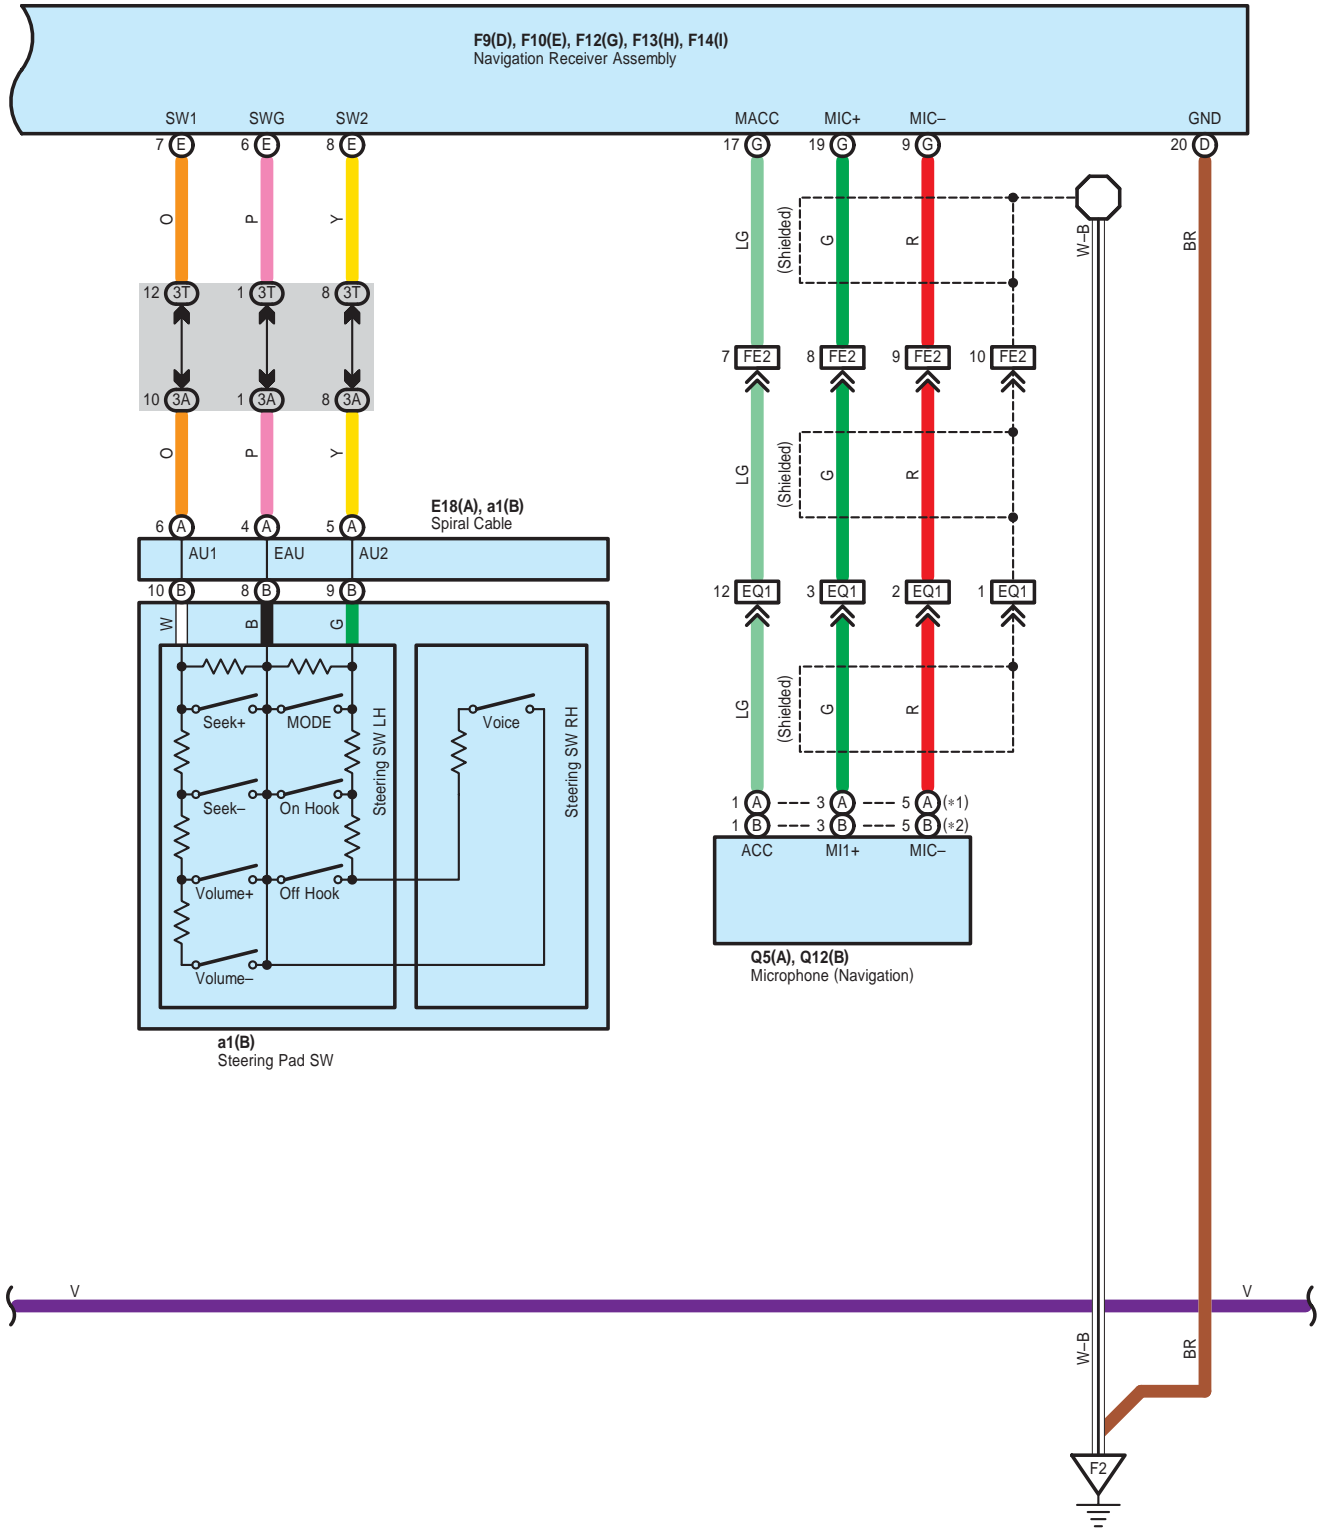 F9(D), F10(E), F12(G), F13(H), F14(I)
Navigation Receiver Assembly
SW1 SWG SW2 MACC MIC+ MIC– GND
7 E 6 E 8 E 17 G 19 G 9 G 20 D
O P Y LG (Shielded) G R W–B BR
12 3T 1 3T 8 3T
7 FE2 8 FE2 9 FE2 10 FE2
10 3A 1 3A 8 3A
O P Y LG (Shielded) G R
E18(A), a1(B)
Spiral Cable
6 A 4 A 5 A
AU1 EAU AU2
10 B 8 B 9 B
12 EQ1 3 EQ1 2 EQ1 1 EQ1
W B G
Seek+ MODE Steering SW LH Voice Steering SW RH
LG (Shielded) G R
Seek– On Hook
1 A 3 A 5 A (*1)
1 B 3 B 5 B (*2)
ACC MI1+ MIC–
Volume+ Off Hook
Volume–
Q5(A), Q12(B)
Microphone (Navigation)
a1(B)
Steering Pad SW
V V
W–B BR
F2